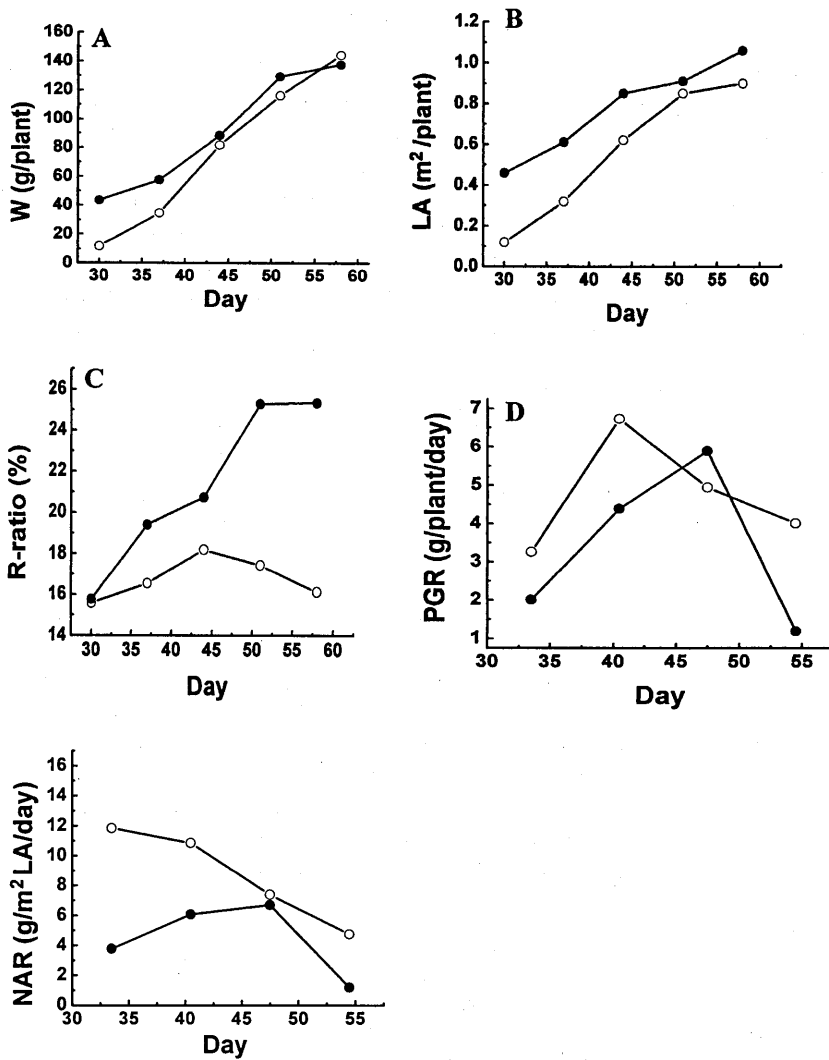 A
W (g/plant)
160
140
120
100
80
60
40
20
0
30 35 40 45 50 55 60
Day
B
LA (m²/plant)
1.2
1.0
0.8
0.6
0.4
0.2
0.0
30 35 40 45 50 55 60
Day
C
R-ratio (%)
26
24
22
20
18
16
14
30 35 40 45 50 55 60
Day
D
PGR (g/plant/day)
7
6
5
4
3
2
1
30 35 40 45 50 55
Day
NAR (g/m² LA/day)
16
14
12
10
8
6
4
2
0
30 35 40 45 50 55
Day